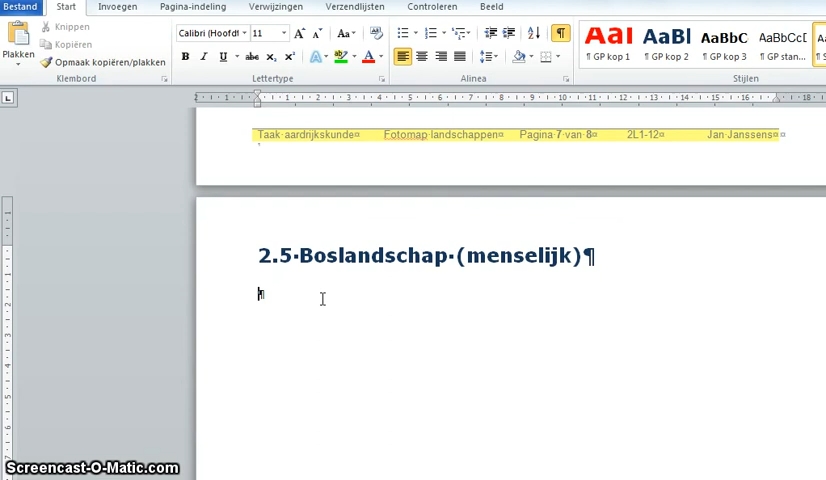 Bestand Start Invoegen Pagina-indeling Verwijzingen Verzendlijsten Controleren Beeld
Plakken
Knippen
Kopiëren
Opmaak kopiëren/plakken
Klembord
Calibri (Hoofdt 11
Lettertype
Alinea
AaI AaBl AaBbC AaBbCcD
¶ GP kop 1 ¶ GP kop 2 ¶ GP kop 3 ¶ GP stan...
Stijlen
Taak·aardrijkskunde¤ Fotomap·landschappen¤ Pagina·7·van·8¤ 2L1-12¤ Jan·Janssens¤ ¤
2.5·Boslandschap·(menselijk)¶
¶
Screencast-O-Matic.com